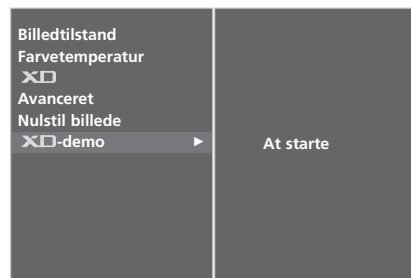 Billedtilstand
Farvetemperatur
XD
Avanceret
Nulstil billede
XD-demo ►
At starte